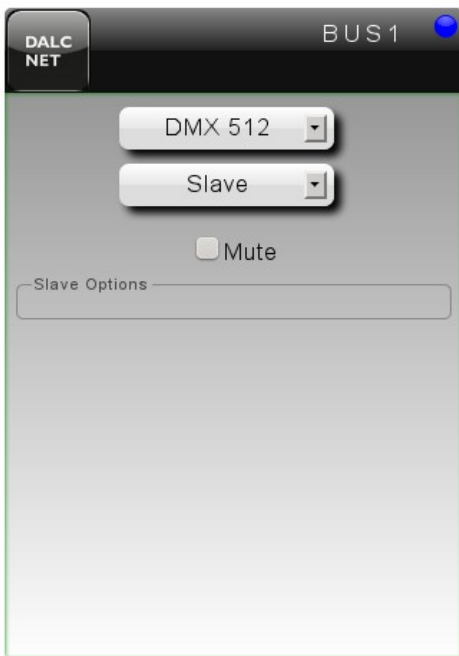 DALC
NET
BUS1
DMX 512
Slave
Mute
Slave Options